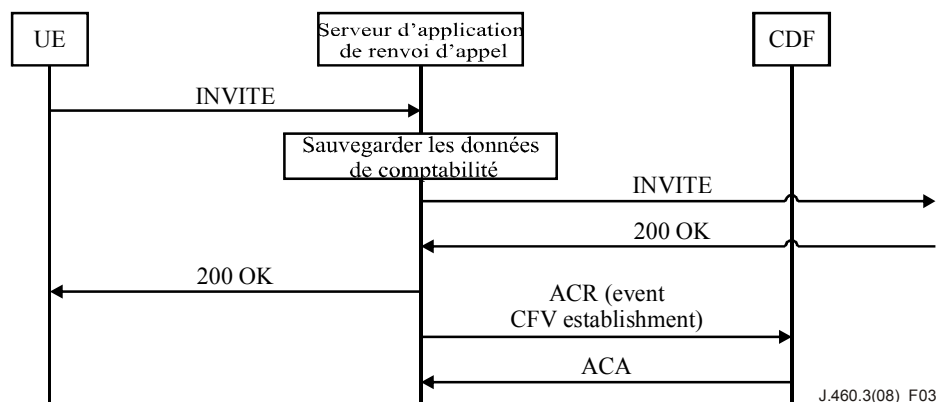 UE
Serveur d'application
de renvoi d'appel
CDF
INVITE
Sauvegarder les données
de comptabilité
INVITE
200 OK
200 OK
ACR (event
CFV establishment)
ACA
J.460.3(08)_F03